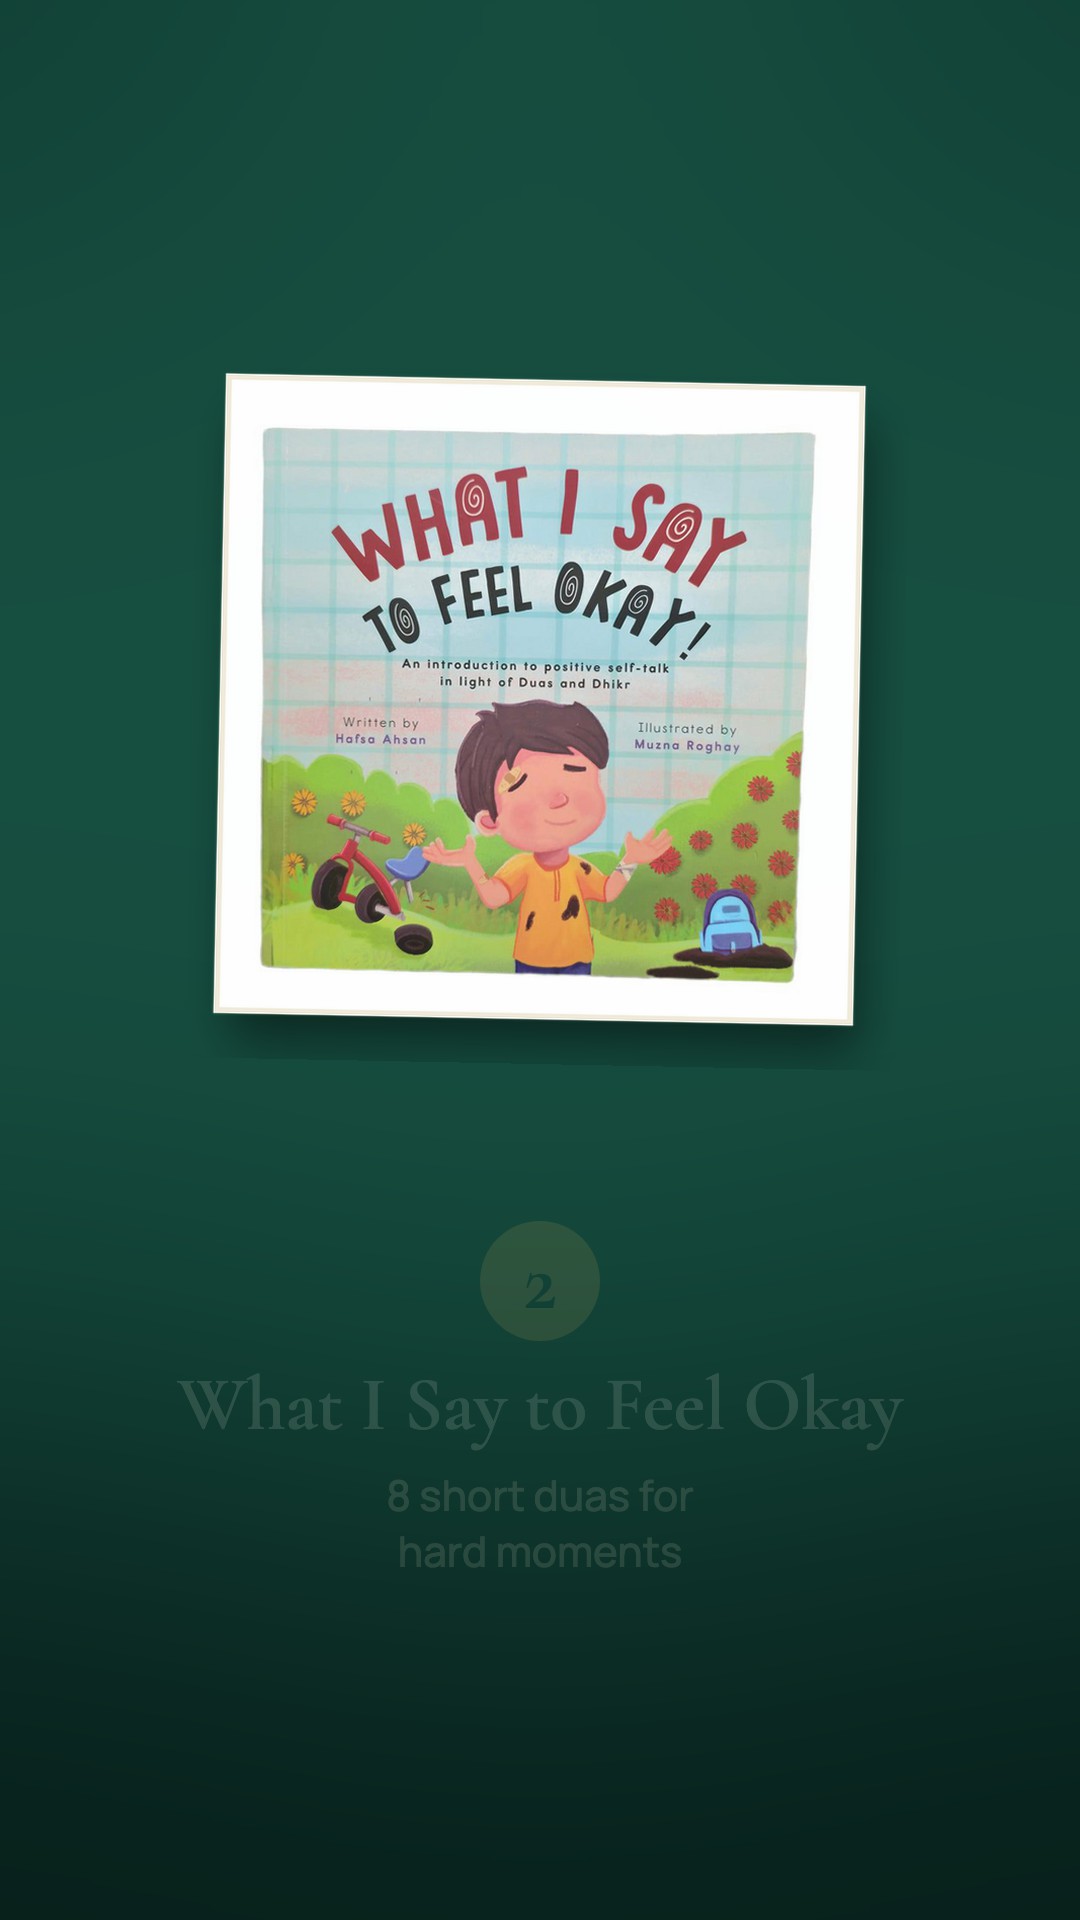 WHAT I SAY
TO FEEL OKAY!
An introduction to positive self-talk
in light of Duas and Dhikr
Written by
Hafsa Ahsan
Illustrated by
Muzna Roghay
2
What I Say to Feel Okay
8 short duas for
hard moments